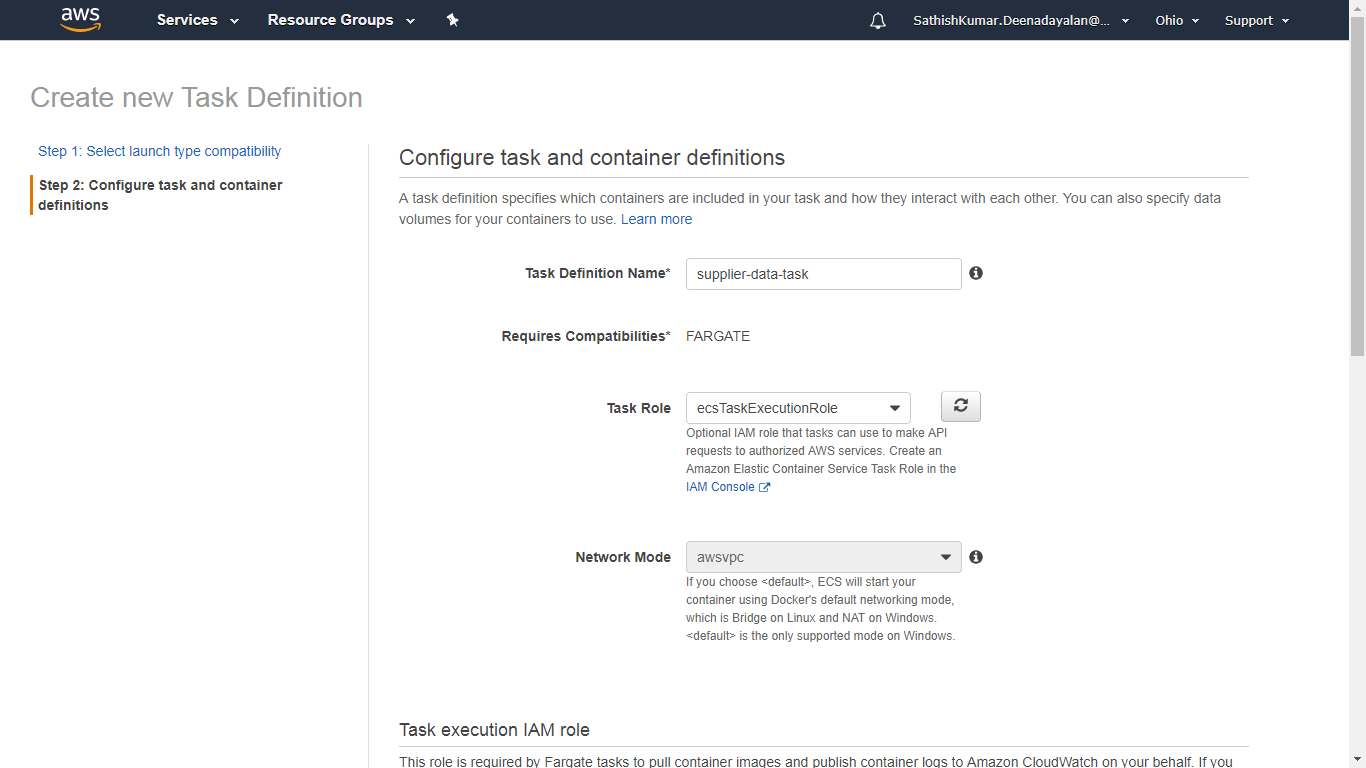 aws Services Resource Groups SathishKumar.Deenadayalan@... Ohio Support
Create new Task Definition
Step 1: Select launch type compatibility
Step 2: Configure task and container
definitions
Configure task and container definitions
A task definition specifies which containers are included in your task and how they interact with each other. You can also specify data
volumes for your containers to use. Learn more
Task Definition Name* supplier-data-task
Requires Compatibilities* FARGATE
Task Role ecsTaskExecutionRole
Optional IAM role that tasks can use to make API
requests to authorized AWS services. Create an
Amazon Elastic Container Service Task Role in the
IAM Console
Network Mode awsvpc
If you choose <default>, ECS will start your
container using Docker's default networking mode,
which is Bridge on Linux and NAT on Windows.
<default> is the only supported mode on Windows.
Task execution IAM role
This role is required by Fargate tasks to pull container images and publish container logs to Amazon CloudWatch on your behalf. If you